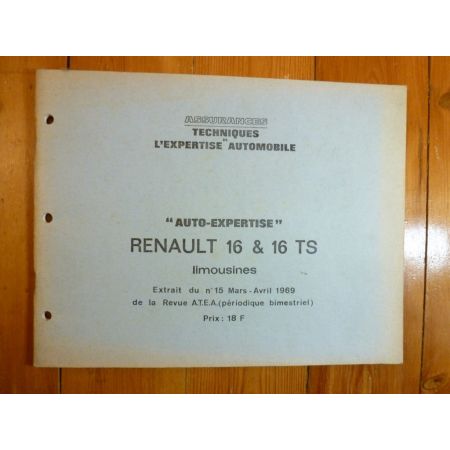 ASSURANCES
TECHNIQUES
L'EXPERTISE AUTOMOBILE
"AUTO-EXPERTISE"
RENAULT 16 & 16 TS
limousines
Extrait du n° 15 Mars-Avril 1969
de la Revue A.T.E.A. (périodique bimestriel)
Prix: 18 F